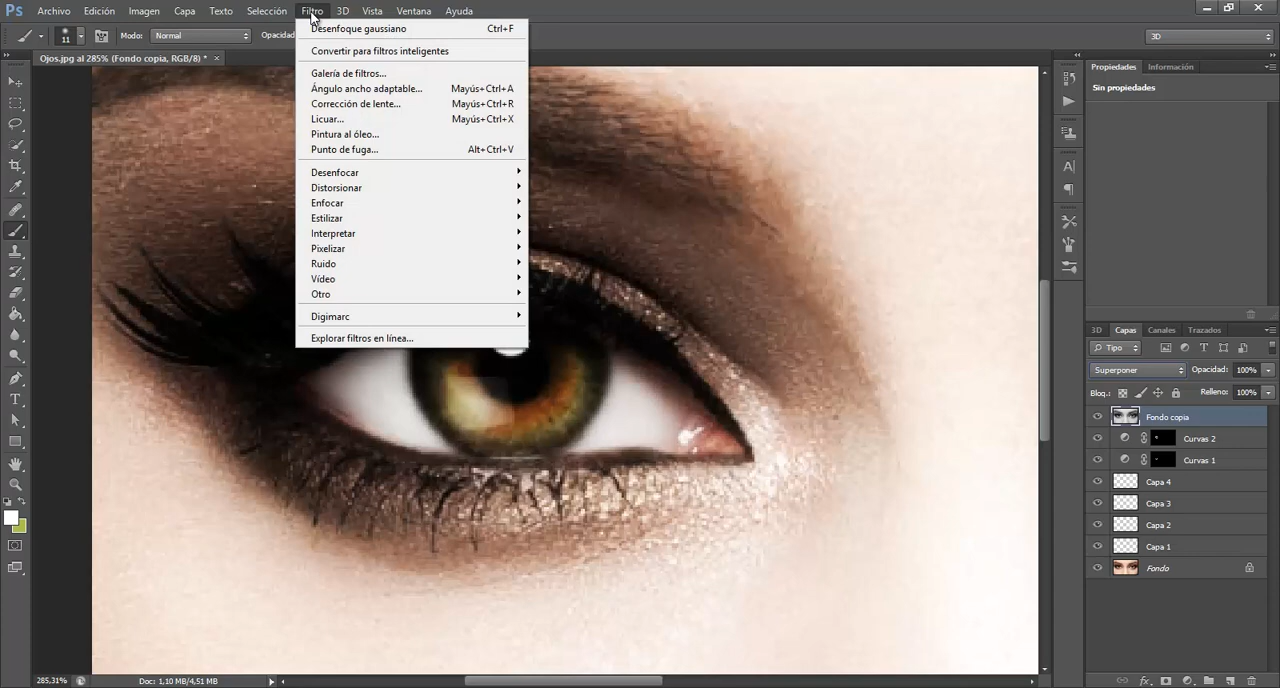 Ps Archivo Edición Imagen Capa Texto Selección Filtro 3D Vista Ventana Ayuda
11 Modo: Normal Opacidad 3D
Ojos.jpg al 285% (Fondo copia, RGB/8) * ×
Desenfoque gaussiano Ctrl+F
Convertir para filtros inteligentes
Galería de filtros...
Ángulo ancho adaptable... Mayús+Ctrl+A
Corrección de lente... Mayús+Ctrl+R
Licuar... Mayús+Ctrl+X
Pintura al óleo...
Punto de fuga... Alt+Ctrl+V
Desenfocar
Distorsionar
Enfocar
Estilizar
Interpretar
Pixelizar
Ruido
Vídeo
Otro
Digimarc
Explorar filtros en línea...
Propiedades Información
Sin propiedades
3D Capas Canales Trazados
Tipo
Superponer Opacidad: 100%
Bloq.: Relleno: 100%
Fondo copia
Curvas 2
Curvas 1
Capa 4
Capa 3
Capa 2
Capa 1
Fondo
285,31% Doc: 1,10 MB/4,51 MB